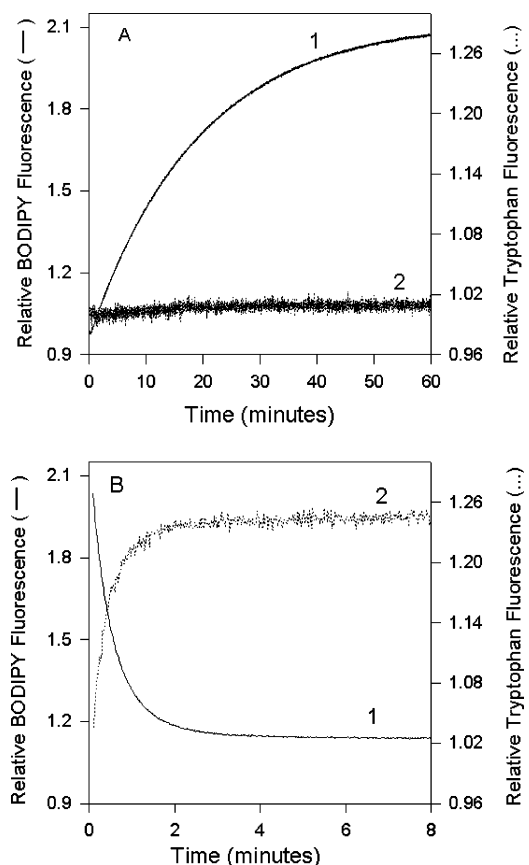 A
1
2
Relative BODIPY Fluorescence ( — )
2.1
1.8
1.5
1.2
0.9
1.26
1.20
1.14
1.08
1.02
0.96
Relative Tryptophan Fluorescence (...)
0 10 20 30 40 50 60
Time (minutes)
B
2
1
Relative BODIPY Fluorescence ( — )
2.1
1.8
1.5
1.2
0.9
1.26
1.20
1.14
1.08
1.02
0.96
Relative Tryptophan Fluorescence (...)
0 2 4 6 8
Time (minutes)